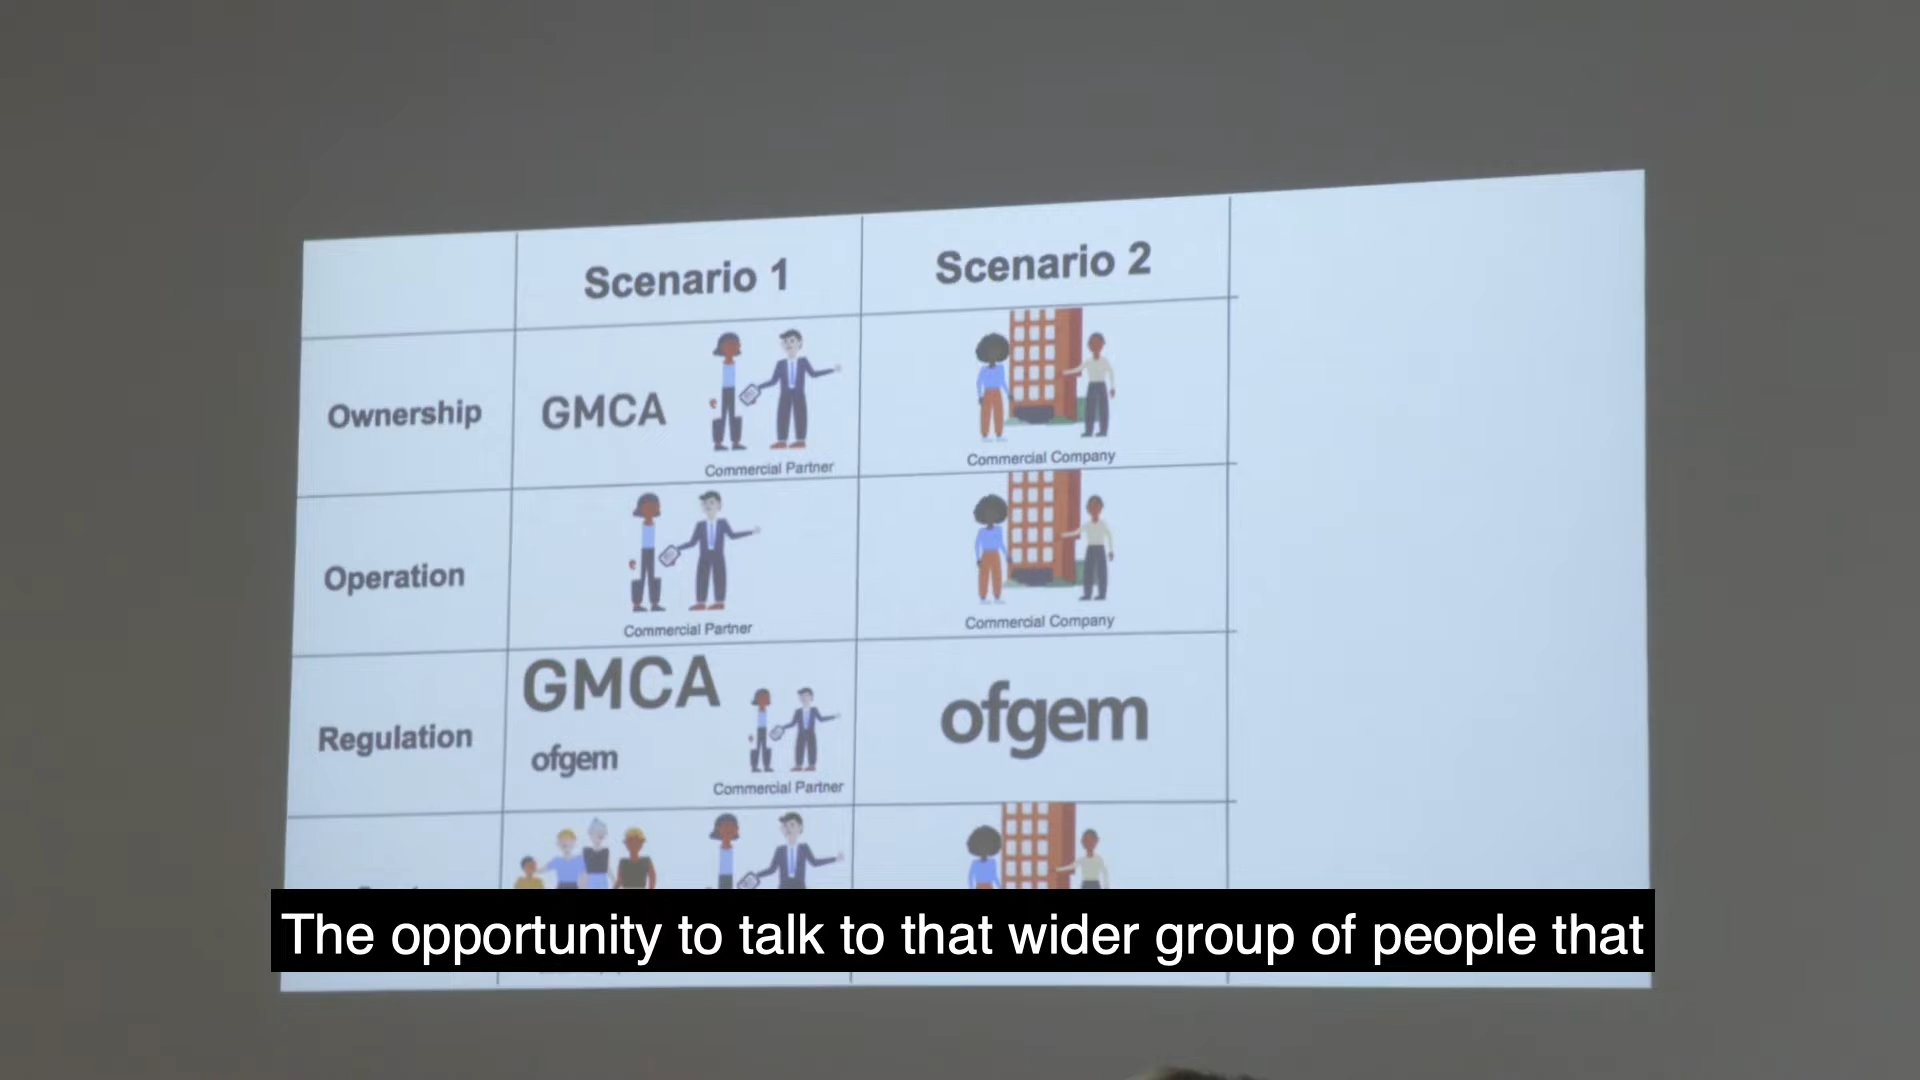 Scenario 1
Scenario 2
Ownership
GMCA
Commercial Partner
Commercial Company
Operation
Commercial Partner
Commercial Company
Regulation
GMCA
ofgem
Commercial Partner
ofgem
The opportunity to talk to that wider group of people that